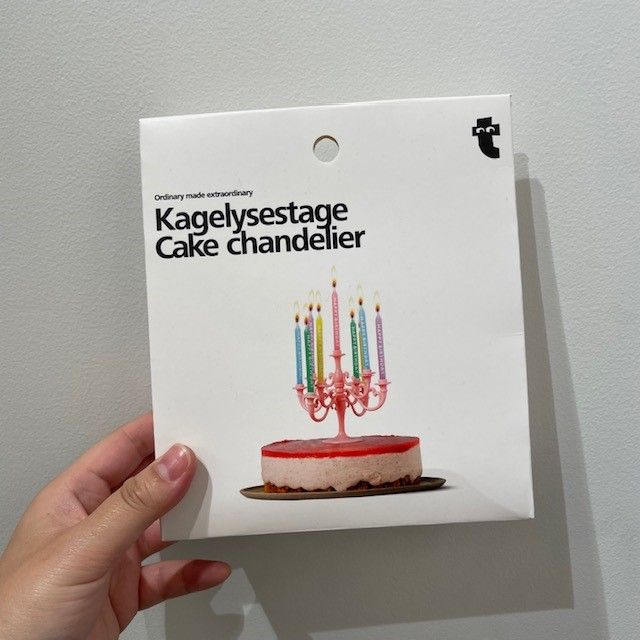 Ordinary made extraordinary
Kagelysestage
Cake chandelier